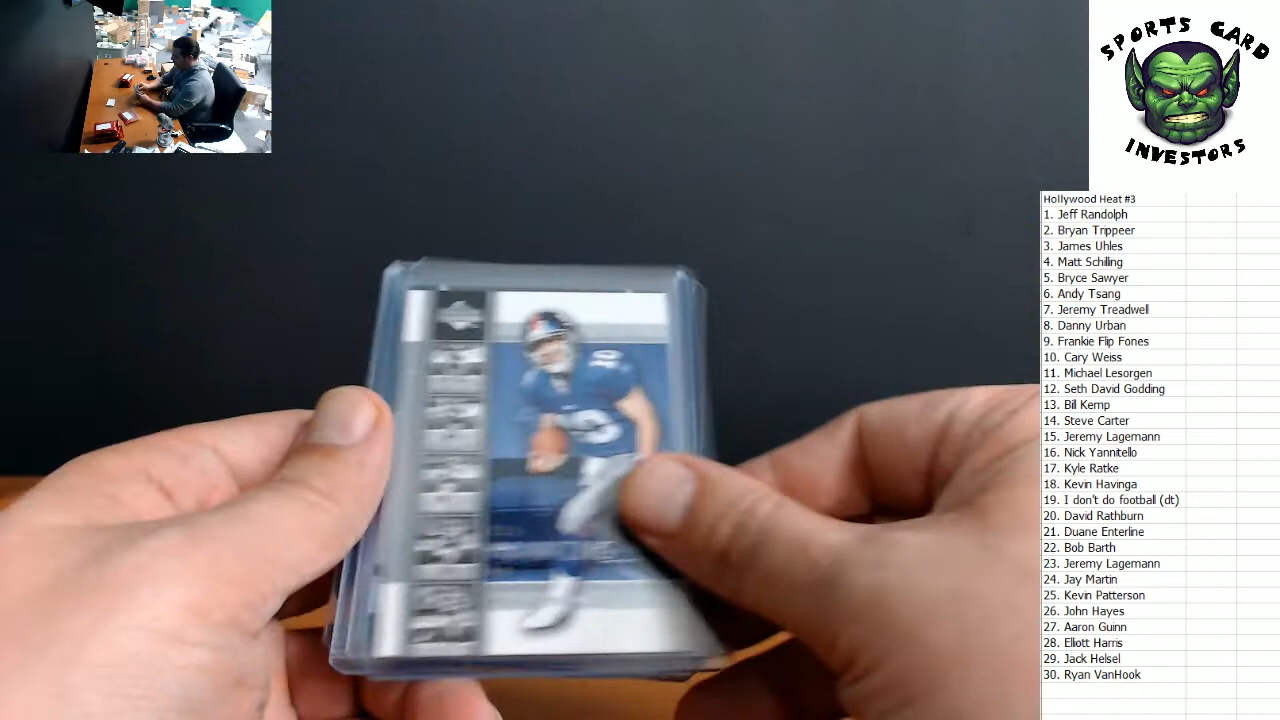 SPORTS CARD
INVESTORS
Hollywood Heat #3
1. Jeff Randolph
2. Bryan Trippeer
3. James Uhles
4. Matt Schiling
5. Bryce Sawyer
6. Andy Tsang
7. Jeremy Treadwell
8. Danny Urban
9. Frankie Flip Fones
10. Cary Weiss
11. Michael Lesorgen
12. Seth David Godding
13. Bill Kemp
14. Steve Carter
15. Jeremy Lagemann
16. Nick Yannitello
17. Kyle Ratke
18. Kevin Havinga
19. I don't do football (dt)
20. David Rathburn
21. Duane Enterline
22. Bob Barth
23. Jeremy Lagemann
24. Jay Martin
25. Kevin Patterson
26. John Hayes
27. Aaron Guinn
28. Eliott Harris
29. Jack Helsel
30. Ryan VanHook